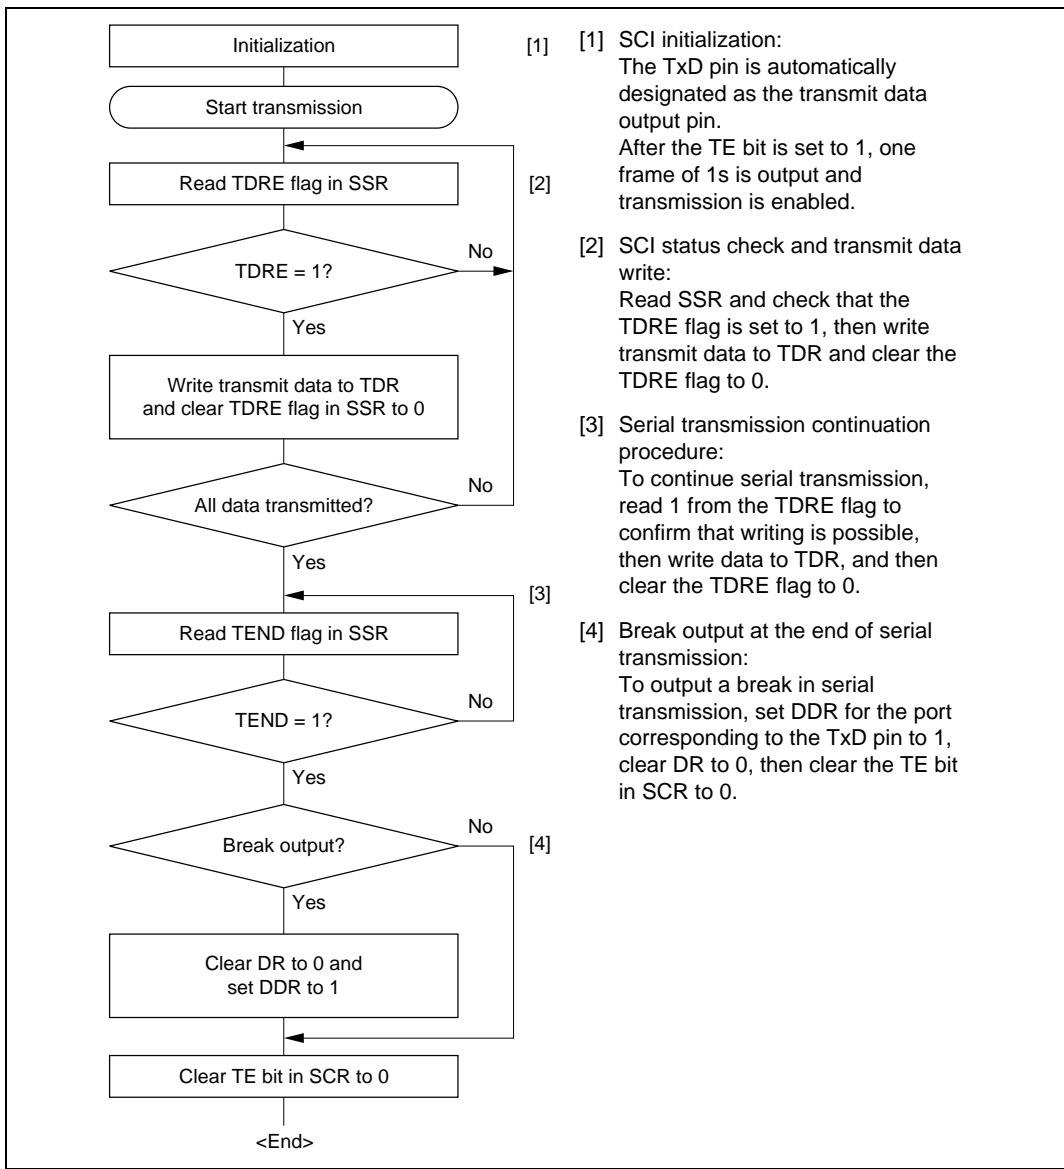 Initialization
[1]
Start transmission
Read TDRE flag in SSR
[2]
No
TDRE = 1?
Yes
Write transmit data to TDR
and clear TDRE flag in SSR to 0
No
All data transmitted?
Yes
[3]
Read TEND flag in SSR
No
TEND = 1?
Yes
No
Break output?
[4]
Yes
Clear DR to 0 and
set DDR to 1
Clear TE bit in SCR to 0
<End>
[1] SCI initialization:
The TxD pin is automatically
designated as the transmit data
output pin.
After the TE bit is set to 1, one
frame of 1s is output and
transmission is enabled.
[2] SCI status check and transmit data
write:
Read SSR and check that the
TDRE flag is set to 1, then write
transmit data to TDR and clear the
TDRE flag to 0.
[3] Serial transmission continuation
procedure:
To continue serial transmission,
read 1 from the TDRE flag to
confirm that writing is possible,
then write data to TDR, and then
clear the TDRE flag to 0.
[4] Break output at the end of serial
transmission:
To output a break in serial
transmission, set DDR for the port
corresponding to the TxD pin to 1,
clear DR to 0, then clear the TE bit
in SCR to 0.